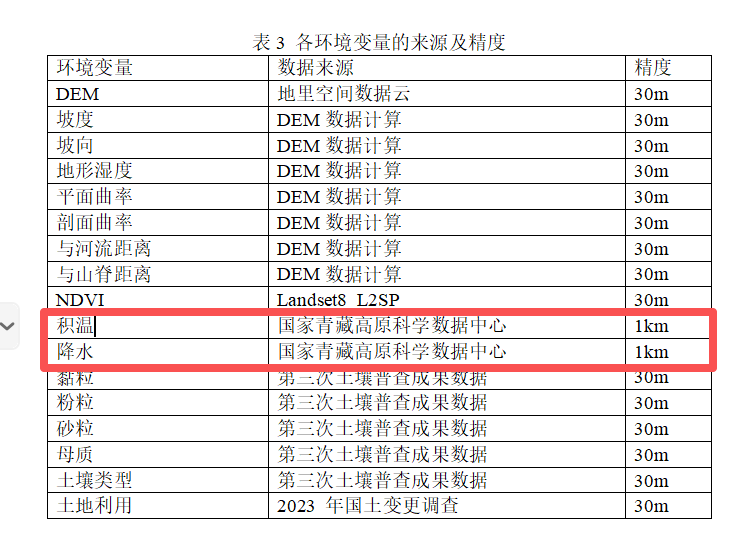 表 3 各环境变量的来源及精度
环境变量 数据来源 精度
DEM 地里空间数据云 30m
坡度 DEM 数据计算 30m
坡向 DEM 数据计算 30m
地形湿度 DEM 数据计算 30m
平面曲率 DEM 数据计算 30m
剖面曲率 DEM 数据计算 30m
与河流距离 DEM 数据计算 30m
与山脊距离 DEM 数据计算 30m
NDVI Landset8 L2SP 30m
积温 国家青藏高原科学数据中心 1km
降水 国家青藏高原科学数据中心 1km
黏粒 第三次土壤普查成果数据 30m
粉粒 第三次土壤普查成果数据 30m
砂粒 第三次土壤普查成果数据 30m
母质 第三次土壤普查成果数据 30m
土壤类型 第三次土壤普查成果数据 30m
土地利用 2023 年国土变更调查 30m